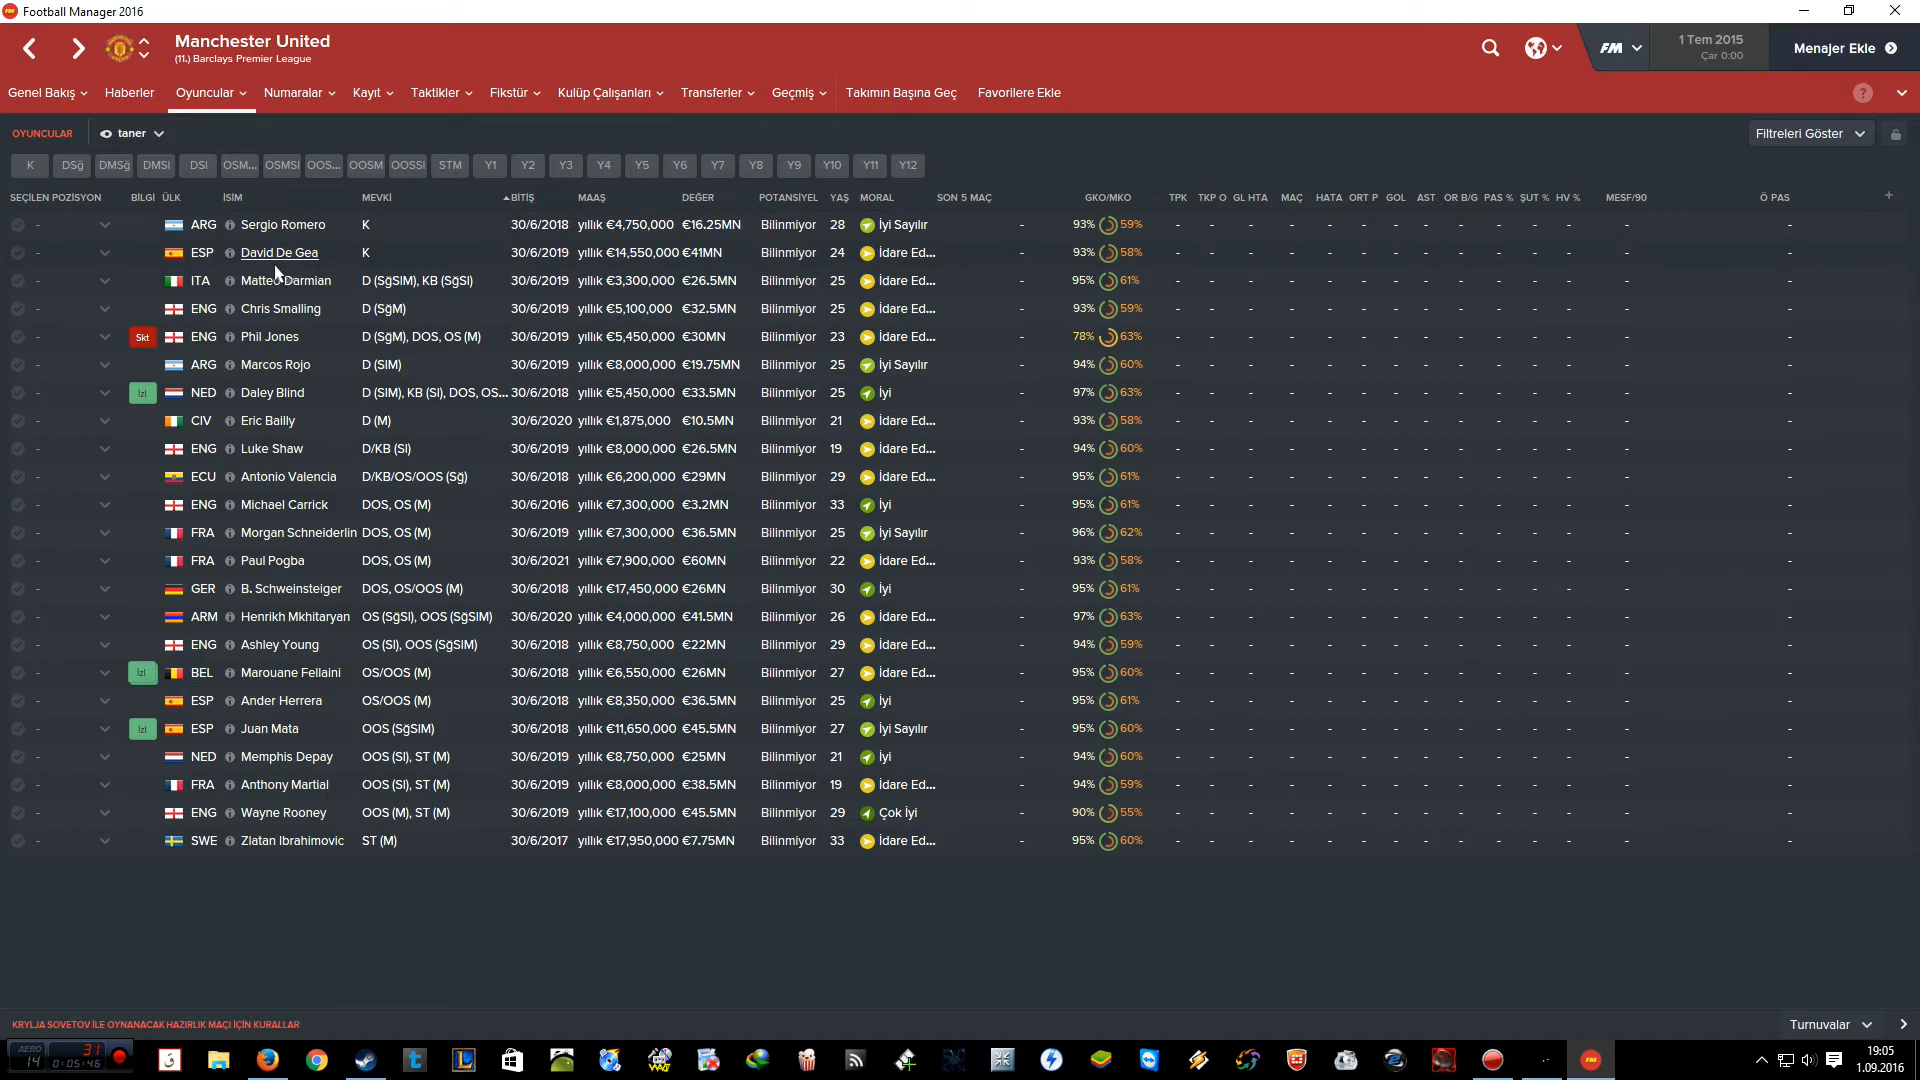 Football Manager 2016
Manchester United
(11.) Barclays Premier League
FM
1 Tem 2015
Çar 0:00
Menajer Ekle
Genel Bakış Haberler Oyuncular Numaralar Kayıt Taktikler Fikstür Kulüp Çalışanları Transferler Geçmiş Takımın Başına Geç Favorilere Ekle ?
OYUNCULAR taner Filtreleri Göster
K DSğ DMSğ DMSI DSI OSM... OSMSI OOS... OOSM OOSSI STM Y1 Y2 Y3 Y4 Y5 Y6 Y7 Y8 Y9 Y10 Y11 Y12
SEÇİLEN POZİSYON BİLGİ ÜLK İSİM MEVKİ BİTİŞ MAAŞ DEĞER POTANSİYEL YAŞ MORAL SON 5 MAÇ GKO/MKO TPK TKP O GL HTA MAÇ HATA ORT P GOL AST OR B/G PAS % ŞUT % HV % MESF/90 Ö PAS +
- ARG Sergio Romero K 30/6/2018 yıllık €4,750,000 €16.25MN Bilinmiyor 28 İyi Sayılır - 93% 59% - - - - - - - - - - - - - -
- ESP David De Gea K 30/6/2019 yıllık €14,550,000 €41MN Bilinmiyor 24 İdare Ed... - 93% 58% - - - - - - - - - - - - - -
- ITA Matteo Darmian D (SğSIM), KB (SğSI) 30/6/2019 yıllık €3,300,000 €26.5MN Bilinmiyor 25 İdare Ed... - 95% 61% - - - - - - - - - - - - - -
- ENG Chris Smalling D (SğM) 30/6/2019 yıllık €5,100,000 €32.5MN Bilinmiyor 25 İdare Ed... - 93% 59% - - - - - - - - - - - - - -
- Skt ENG Phil Jones D (SğM), DOS, OS (M) 30/6/2019 yıllık €5,450,000 €30MN Bilinmiyor 23 İdare Ed... - 78% 63% - - - - - - - - - - - - - -
- ARG Marcos Rojo D (SIM) 30/6/2019 yıllık €8,000,000 €19.75MN Bilinmiyor 25 İyi Sayılır - 94% 60% - - - - - - - - - - - - - -
- İzl NED Daley Blind D (SIM), KB (SI), DOS, OS... 30/6/2018 yıllık €5,450,000 €33.5MN Bilinmiyor 25 İyi - 97% 63% - - - - - - - - - - - - - -
- CIV Eric Bailly D (M) 30/6/2020 yıllık €1,875,000 €10.5MN Bilinmiyor 21 İdare Ed... - 93% 58% - - - - - - - - - - - - - -
- ENG Luke Shaw D/KB (SI) 30/6/2019 yıllık €8,000,000 €26.5MN Bilinmiyor 19 İdare Ed... - 94% 60% - - - - - - - - - - - - - -
- ECU Antonio Valencia D/KB/OS/OOS (Sğ) 30/6/2018 yıllık €6,200,000 €29MN Bilinmiyor 29 İdare Ed... - 95% 61% - - - - - - - - - - - - - -
- ENG Michael Carrick DOS, OS (M) 30/6/2016 yıllık €7,300,000 €3.2MN Bilinmiyor 33 İyi - 95% 61% - - - - - - - - - - - - - -
- FRA Morgan Schneiderlin DOS, OS (M) 30/6/2019 yıllık €7,300,000 €36.5MN Bilinmiyor 25 İyi Sayılır - 96% 62% - - - - - - - - - - - - - -
- FRA Paul Pogba DOS, OS (M) 30/6/2021 yıllık €7,900,000 €60MN Bilinmiyor 22 İdare Ed... - 93% 58% - - - - - - - - - - - - - -
- GER B. Schweinsteiger DOS, OS/OOS (M) 30/6/2018 yıllık €17,450,000 €26MN Bilinmiyor 30 İyi - 95% 61% - - - - - - - - - - - - - -
- ARM Henrikh Mkhitaryan OS (SğSI), OOS (SğSIM) 30/6/2020 yıllık €4,000,000 €41.5MN Bilinmiyor 26 İdare Ed... - 97% 63% - - - - - - - - - - - - - -
- ENG Ashley Young OS (SI), OOS (SğSIM) 30/6/2018 yıllık €8,750,000 €22MN Bilinmiyor 29 İdare Ed... - 94% 59% - - - - - - - - - - - - - -
- İzl BEL Marouane Fellaini OS/OOS (M) 30/6/2018 yıllık €6,550,000 €26MN Bilinmiyor 27 İdare Ed... - 95% 60% - - - - - - - - - - - - - -
- ESP Ander Herrera OS/OOS (M) 30/6/2018 yıllık €8,350,000 €36.5MN Bilinmiyor 25 İyi - 95% 61% - - - - - - - - - - - - - -
- İzl ESP Juan Mata OOS (SğSIM) 30/6/2018 yıllık €11,650,000 €45.5MN Bilinmiyor 27 İyi Sayılır - 95% 60% - - - - - - - - - - - - - -
- NED Memphis Depay OOS (SI), ST (M) 30/6/2019 yıllık €8,750,000 €25MN Bilinmiyor 21 İyi - 94% 60% - - - - - - - - - - - - - -
- FRA Anthony Martial OOS (SI), ST (M) 30/6/2019 yıllık €8,000,000 €38.5MN Bilinmiyor 19 İdare Ed... - 94% 59% - - - - - - - - - - - - - -
- ENG Wayne Rooney OOS (M), ST (M) 30/6/2019 yıllık €17,100,000 €45.5MN Bilinmiyor 29 Çok İyi - 90% 55% - - - - - - - - - - - - - -
- SWE Zlatan Ibrahimovic ST (M) 30/6/2017 yıllık €17,950,000 €7.75MN Bilinmiyor 33 İdare Ed... - 95% 60% - - - - - - - - - - - - - -
KRYLJA SOVETOV İLE OYNANACAK HAZIRLIK MAÇI İÇİN KURALLAR Turnuvalar
AERO 31
14 0:05:46
19:05
1.09.2016